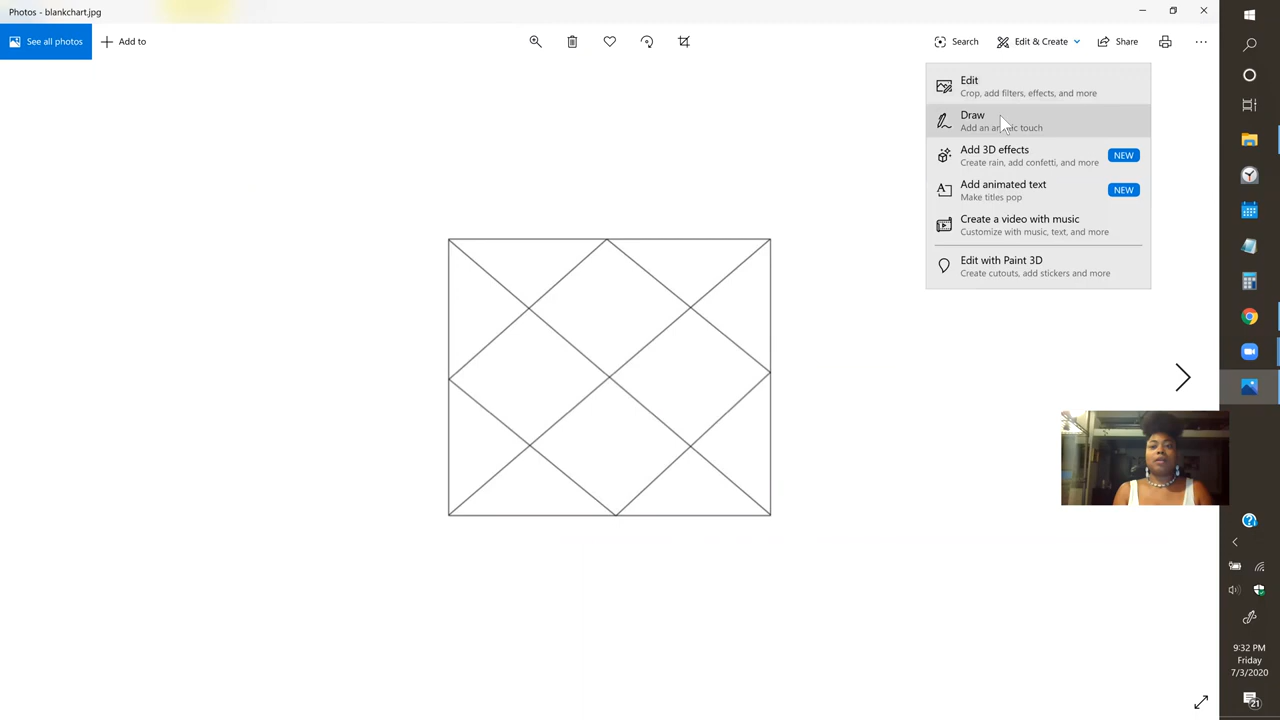 Photos - blankchart.jpg
See all photos
Add to
Search
Edit & Create
Share
Edit
Crop, add filters, effects, and more
Draw
Add an touch
Add 3D effects
Create rain, add confetti, and more
NEW
Add animated text
Make titles pop
NEW
Create a video with music
Customize with music, text, and more
Edit with Paint 3D
Create cutouts, add stickers and more
9:32 PM
Friday
7/3/2020
21